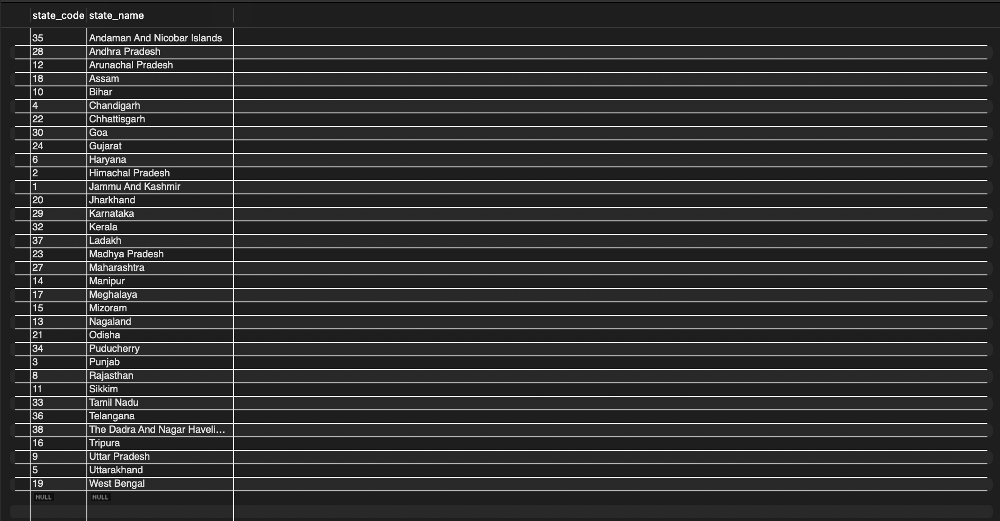 state_code state_name
35 Andaman And Nicobar Islands
28 Andhra Pradesh
12 Arunachal Pradesh
18 Assam
10 Bihar
4 Chandigarh
22 Chhattisgarh
30 Goa
24 Gujarat
6 Haryana
2 Himachal Pradesh
1 Jammu And Kashmir
20 Jharkhand
29 Karnataka
32 Kerala
37 Ladakh
23 Madhya Pradesh
27 Maharashtra
14 Manipur
17 Meghalaya
15 Mizoram
13 Nagaland
21 Odisha
34 Puducherry
3 Punjab
8 Rajasthan
11 Sikkim
33 Tamil Nadu
36 Telangana
38 The Dadra And Nagar Haveli...
16 Tripura
9 Uttar Pradesh
5 Uttarakhand
19 West Bengal
NULL NULL